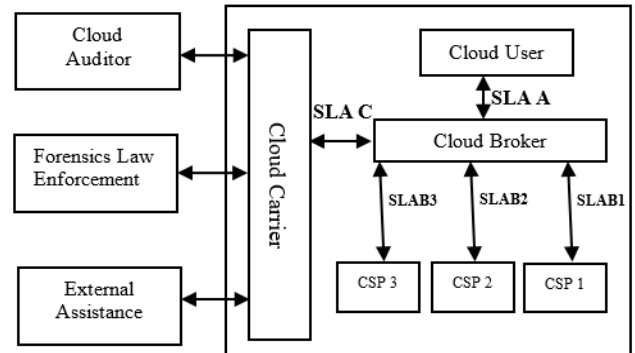 Cloud
Auditor
Cloud User
SLA C
SLA A
Cloud Carrier
Cloud Broker
Forensics Law
Enforcement
SLAB3
SLAB2
SLAB1
External
Assistance
CSP 3
CSP 2
CSP 1